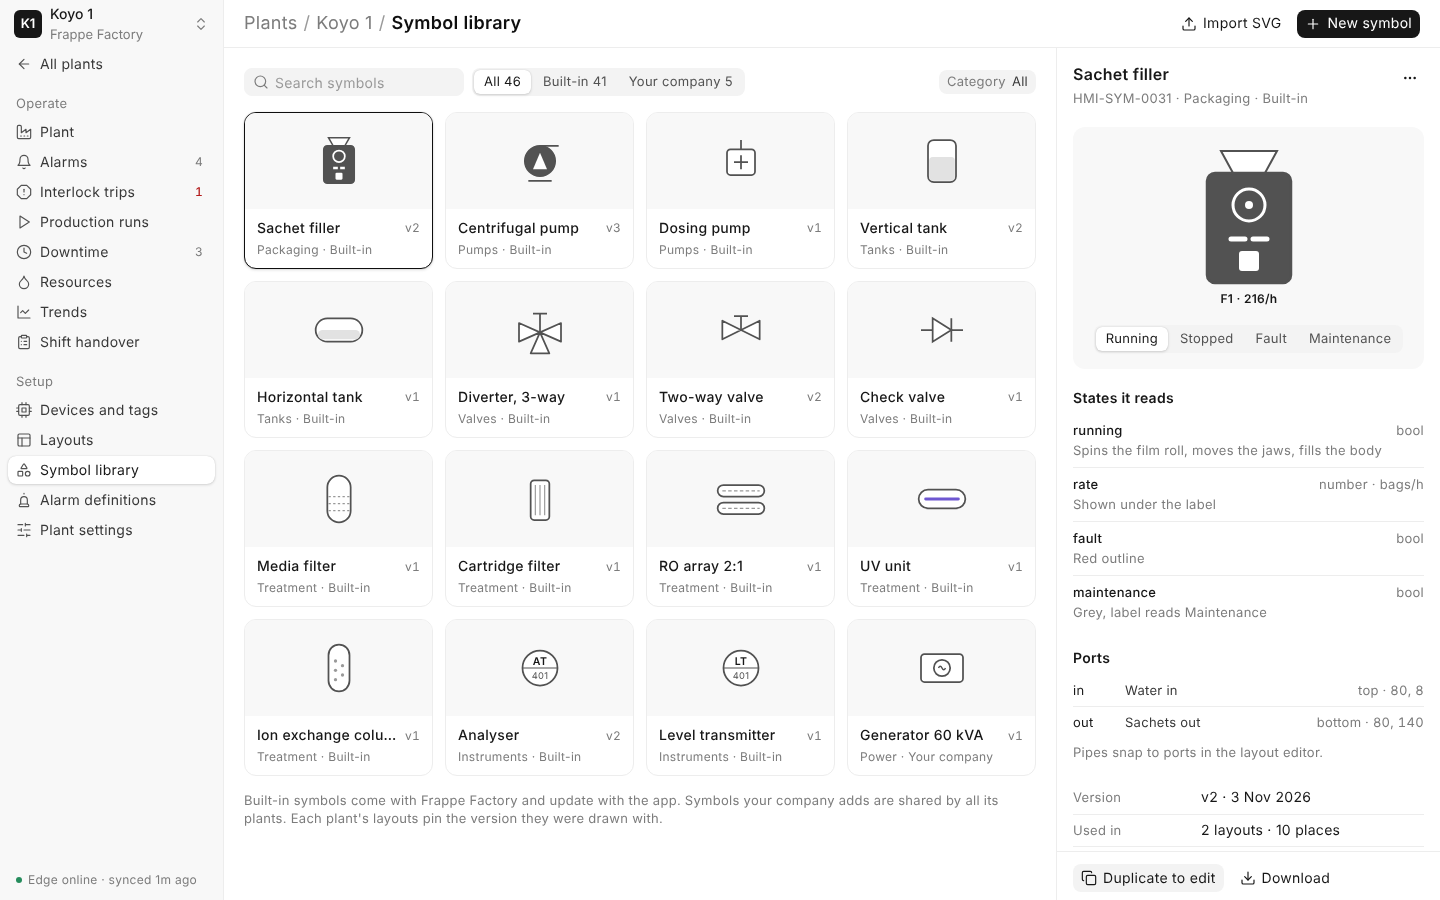 K1
Koyo 1
Frappe Factory
All plants
Operate
Plant
Alarms 4
Interlock trips 1
Production runs
Downtime 3
Resources
Trends
Shift handover
Setup
Devices and tags
Layouts
Symbol library
Alarm definitions
Plant settings
Edge online · synced 1m ago
Plants / Koyo 1 / Symbol library
Import SVG
New symbol
Search symbols
All 46 Built-in 41 Your company 5
Category All
Sachet filler v2
Packaging · Built-in
Centrifugal pump v3
Pumps · Built-in
Dosing pump v1
Pumps · Built-in
Vertical tank v2
Tanks · Built-in
Horizontal tank v1
Tanks · Built-in
Diverter, 3-way v1
Valves · Built-in
Two-way valve v2
Valves · Built-in
Check valve v1
Valves · Built-in
Media filter v1
Treatment · Built-in
Cartridge filter v1
Treatment · Built-in
RO array 2:1 v1
Treatment · Built-in
UV unit v1
Treatment · Built-in
Ion exchange colu... v1
Treatment · Built-in
AT
401
Analyser v2
Instruments · Built-in
LT
401
Level transmitter v1
Instruments · Built-in
Generator 60 kVA v1
Power · Your company
Built-in symbols come with Frappe Factory and update with the app. Symbols your company adds are shared by all its
plants. Each plant's layouts pin the version they were drawn with.
Sachet filler
HMI-SYM-0031 · Packaging · Built-in
F1 · 216/h
Running Stopped Fault Maintenance
States it reads
running bool
Spins the film roll, moves the jaws, fills the body
rate number · bags/h
Shown under the label
fault bool
Red outline
maintenance bool
Grey, label reads Maintenance
Ports
in Water in top · 80, 8
out Sachets out bottom · 80, 140
Pipes snap to ports in the layout editor.
Version v2 · 3 Nov 2026
Used in 2 layouts · 10 places
Duplicate to edit
Download